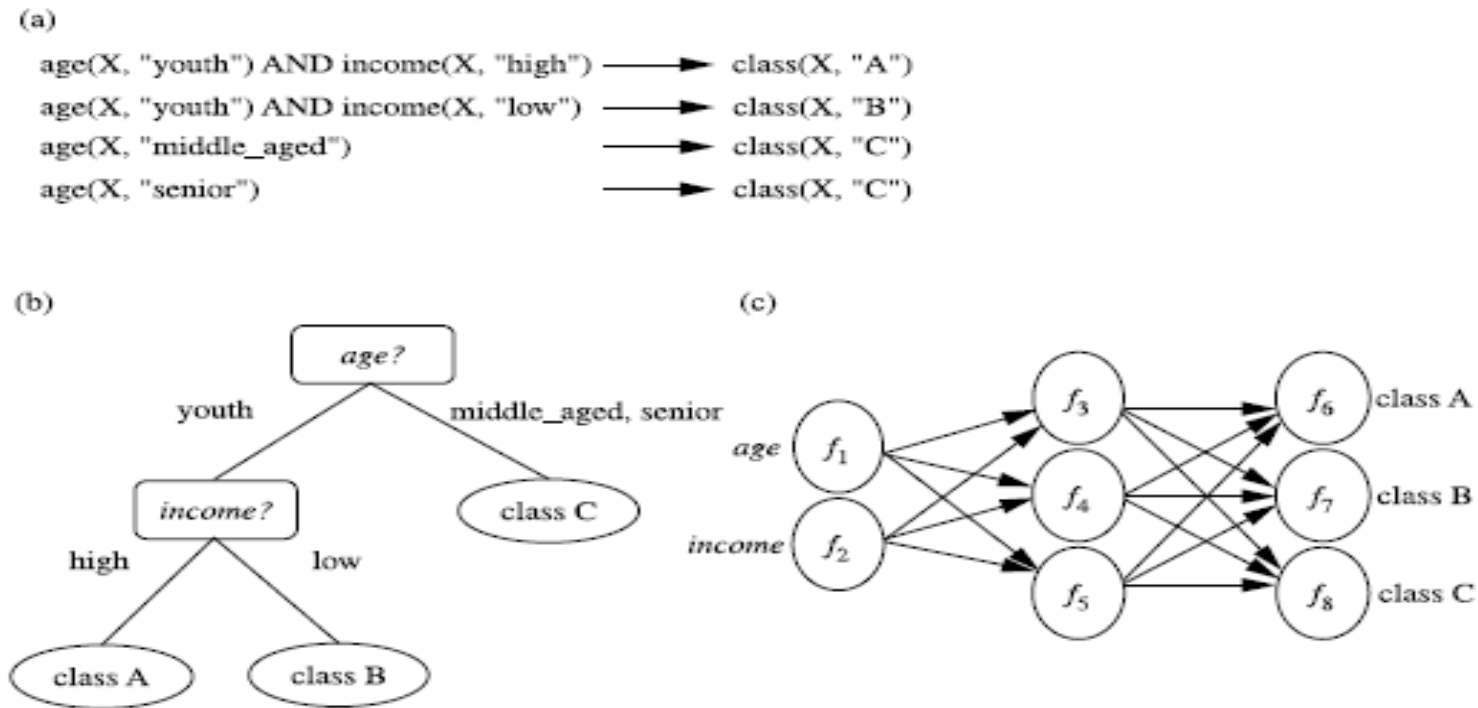 (a)
age(X, "youth") AND income(X, "high") class(X, "A")
age(X, "youth") AND income(X, "low") class(X, "B")
age(X, "middle_aged") class(X, "C")
age(X, "senior") class(X, "C")
(b)
age?
youth
middle_aged, senior
income?
class C
high
low
class A
class B
(c)
age
income
f1
f2
f3
f4
f5
f6 class A
f7 class B
f8 class C